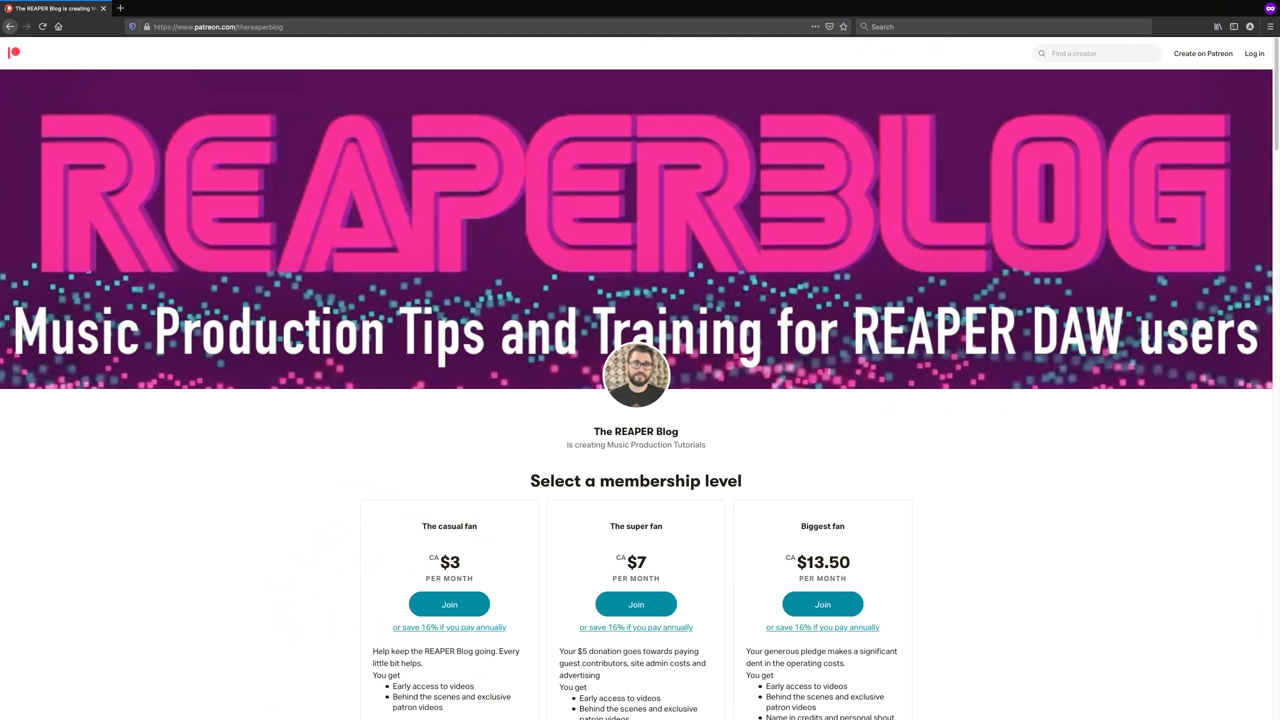 The REAPER Blog is creating M
https://www.patreon.com/thereaperblog
Search
Find a creator
Create on Patreon
Log in
REAPERBLOG
Music Production Tips and Training for REAPER DAW users
The REAPER Blog
is creating Music Production Tutorials
Select a membership level
The casual fan
CA $3
PER MONTH
Join
or save 16% if you pay annually
Help keep the REAPER Blog going. Every
little bit helps.
You get
• Early access to videos
• Behind the scenes and exclusive
patron videos
The super fan
CA $7
PER MONTH
Join
or save 16% if you pay annually
Your $5 donation goes towards paying
guest contributors, site admin costs and
advertising
You get
• Early access to videos
• Behind the scenes and exclusive
patron videos
Biggest fan
CA $13.50
PER MONTH
Join
or save 16% if you pay annually
Your generous pledge makes a significant
dent in the operating costs.
You get
• Early access to videos
• Behind the scenes and exclusive
patron videos
• Name in credits and personal shout